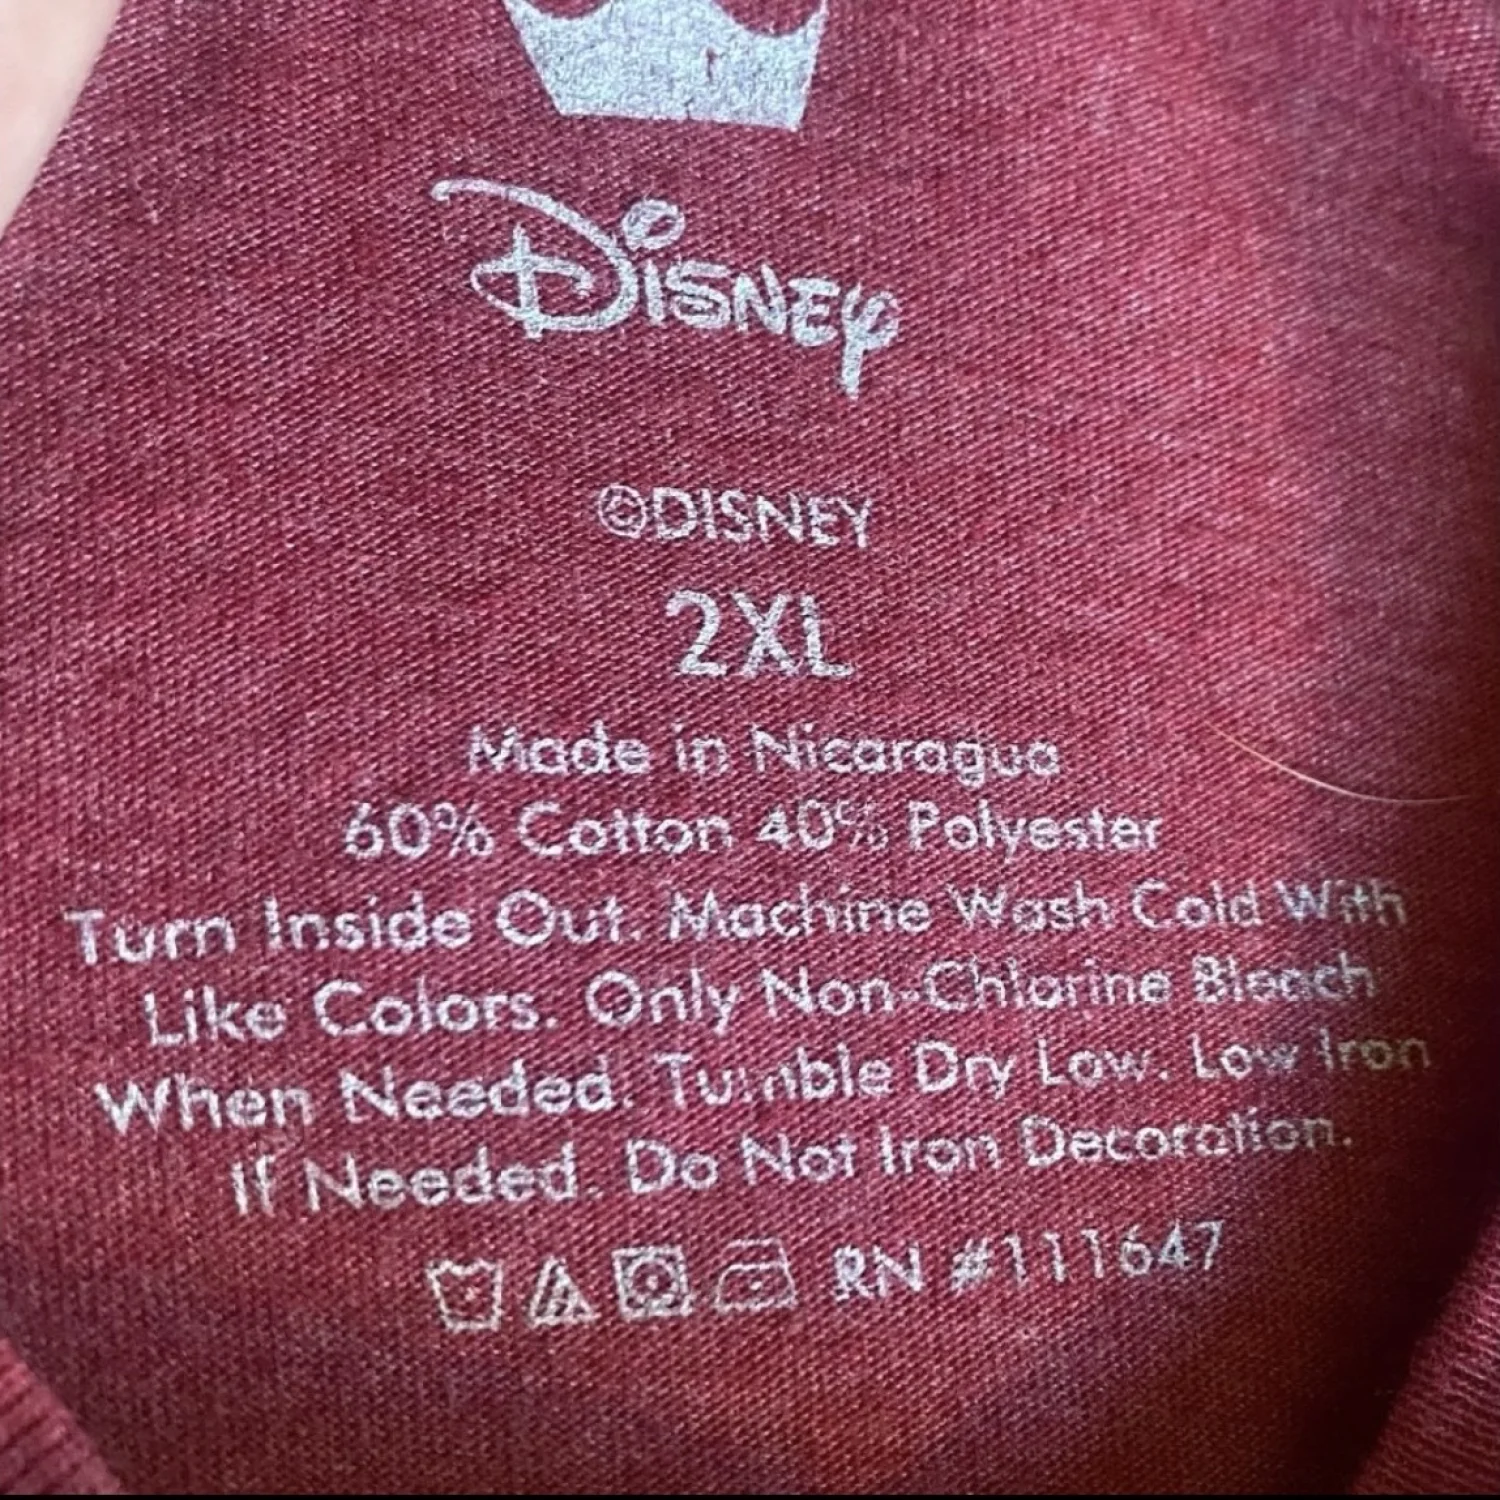 Disney
©DISNEY
2XL
Made in Nicaragua
60% Cotton 40% Polyester
Turn Inside Out. Machine Wash Cold With
Like Colors. Only Non-Chlorine Bleach
When Needed. Tumble Dry Low. Low Iron
If Needed. Do Not Iron Decoration.
RN #111647